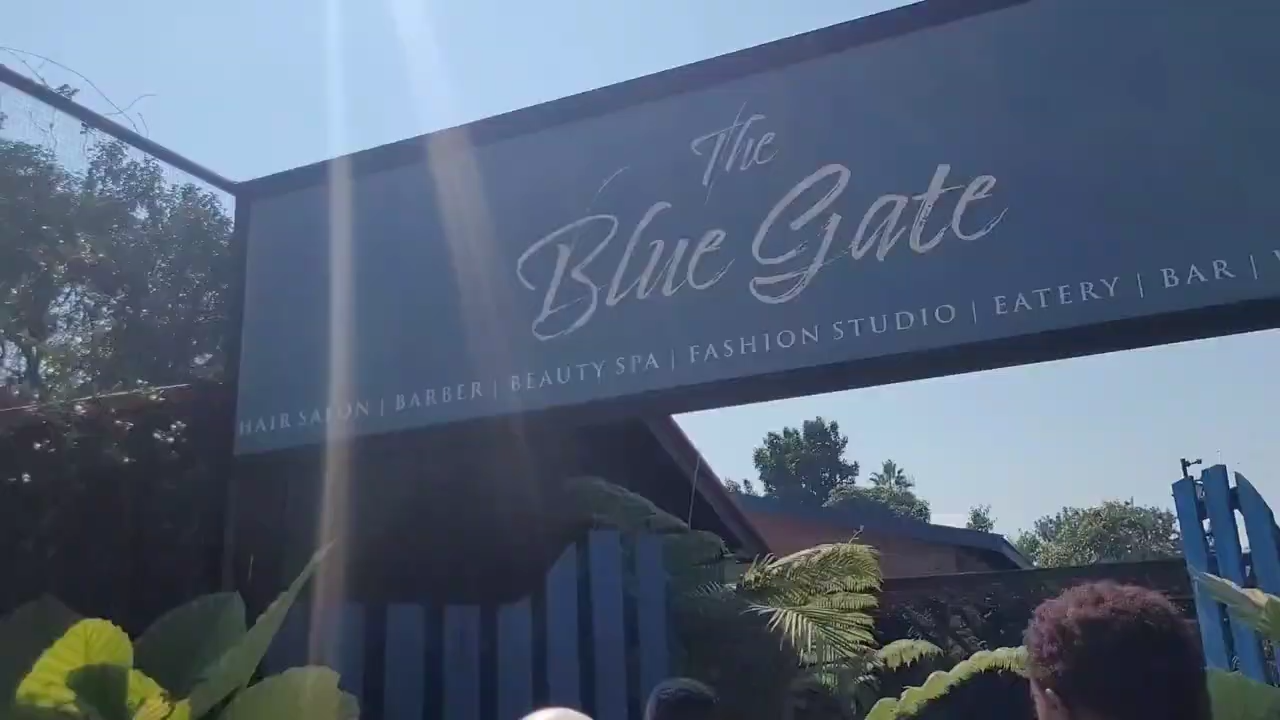 The
Blue Gate
HAIR SALON | BARBER | BEAUTY SPA | FASHION STUDIO | EATERY | BAR |